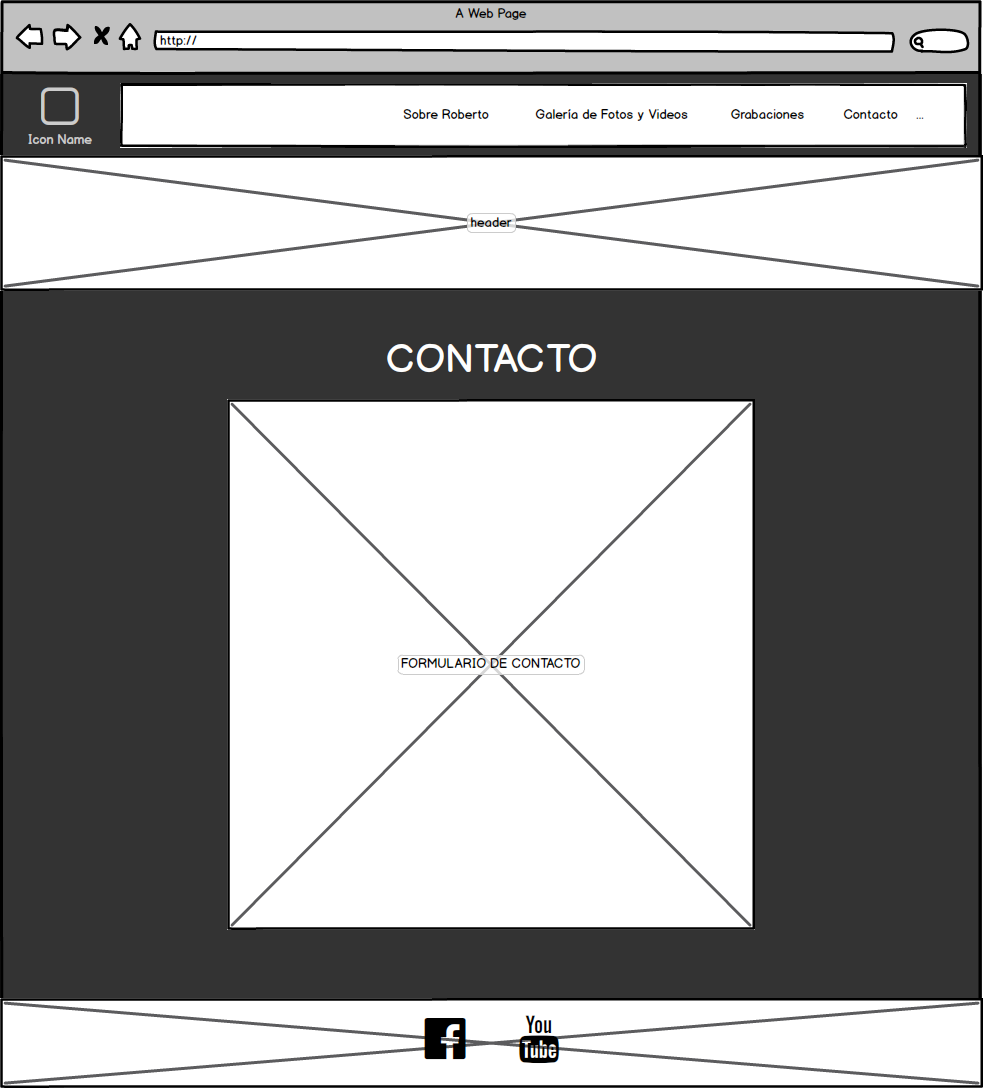 A Web Page
http://
Icon Name
Sobre Roberto Galería de Fotos y Videos Grabaciones Contacto ...
header
CONTACTO
FORMULARIO DE CONTACTO
f You
Tube